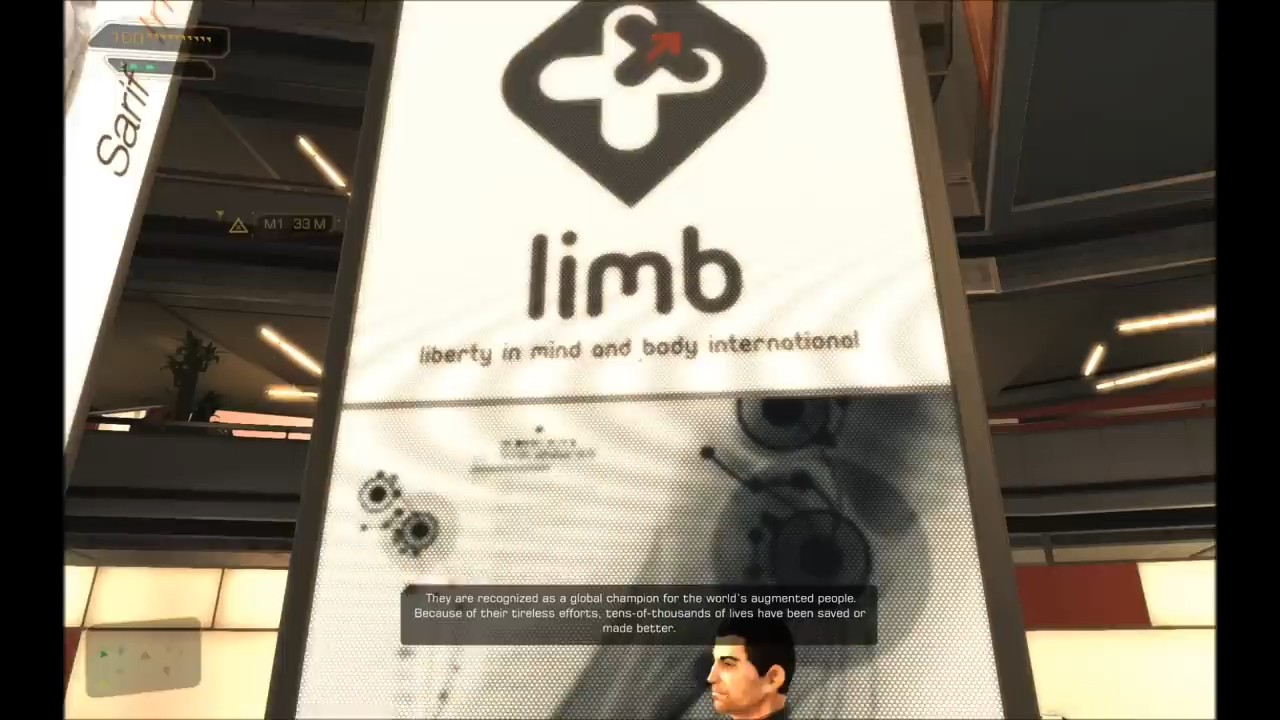 100
Sarif
M1 33 M
limb
liberty in mind and body international
They are recognized as a global champion for the world's augmented people.
Because of their tireless efforts, tens-of-thousands of lives have been saved or
made better.